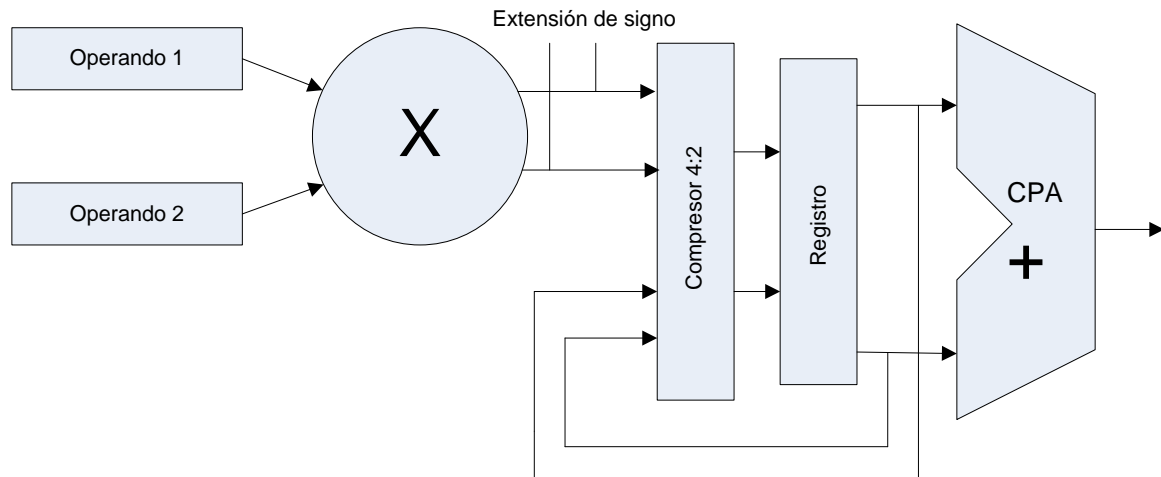 Extensión de signo
Operando 1
X
Operando 2
Compresor 4:2
Registro
CPA
+